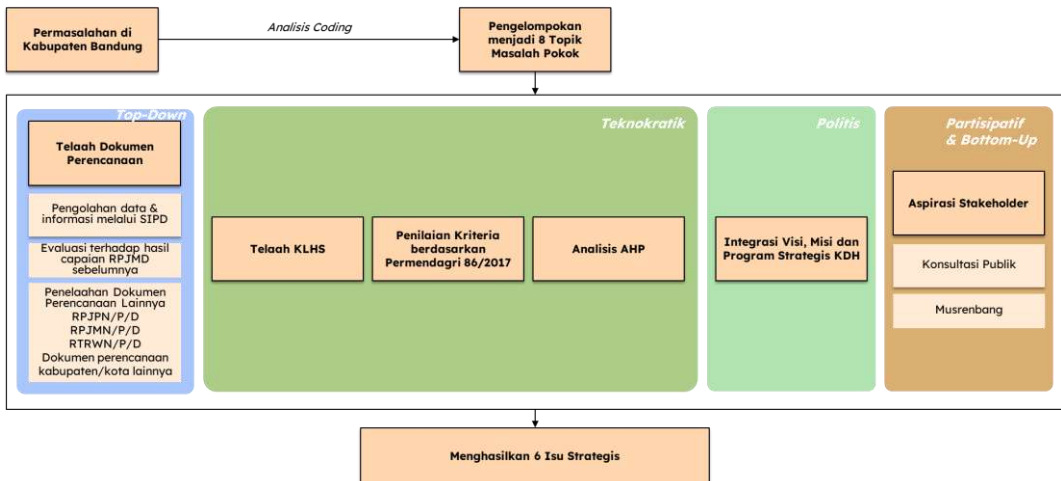 Permasalahan di
Kabupaten Bandung
Analisis Coding
Pengelompokan
menjadi 8 Topik
Masalah Pokok
Top-Down
Telaah Dokumen
Perencanaan
Pengolahan data &
informasi melalui SIPD
Evaluasi terhadap hasil
capaian RPJMD
sebelumnya
Penelaahan Dokumen
Perencanaan Lainnya
RPJPN/P/D
RPJMN/P/D
RTRWN/P/D
Dokumen perencanaan
kabupaten/kota lainnya
Teknokratik
Telaah KLHS
Penilaian Kriteria
berdasarkan
Permendagri 86/2017
Analisis AHP
Politis
Integrasi Visi, Misi dan
Program Strategis KDH
Partisipatif
& Bottom-Up
Aspirasi Stakeholder
Konsultasi Publik
Musrenbang
Menghasilkan 6 Isu Strategis